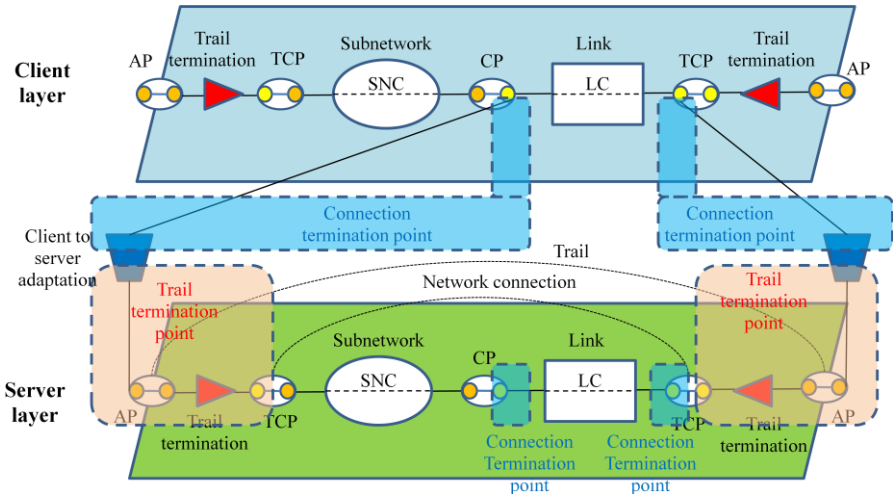 Client
layer
AP
Trail
termination
TCP
Subnetwork
SNC
CP
Link
LC
TCP
Trail
termination
AP
Connection
termination point
Connection
termination point
Client to
server
adaptation
Trail
Network connection
Trail
termination
point
Trail
termination
point
Server
layer
AP
Trail
termination
TCP
Subnetwork
SNC
CP
Link
LC
TCP
Trail
termination
AP
Connection
Termination
point
Connection
Termination
point